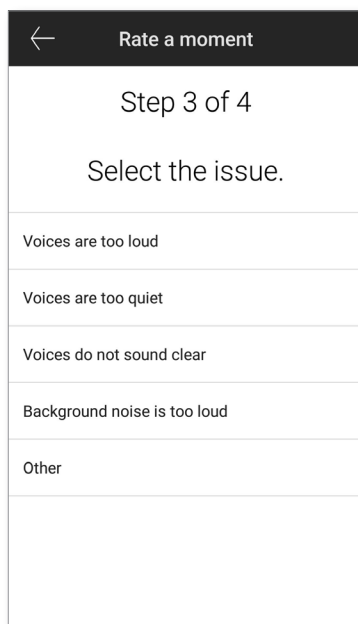 Rate a moment
Step 3 of 4
Select the issue.
Voices are too loud
Voices are too quiet
Voices do not sound clear
Background noise is too loud
Other